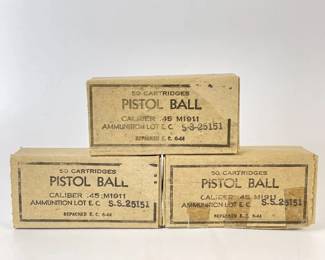 50 CARTRIDGES
PISTOL BALL
CALIBER .45 M1911
AMMUNITION LOT E.C. S-S-25151
REPACKED E.C. 6-44
50 CARTRIDGES
PISTOL BALL
CALIBER .45 M1911
AMMUNITION LOT E.C. S-S-25151
REPACKED E.C. 6-44
50 CARTRIDGES
PISTOL BALL
CALIBER .45 M1911
AMMUNITION LOT E.C. S-S-25151
REPACKED E.C. 6-44